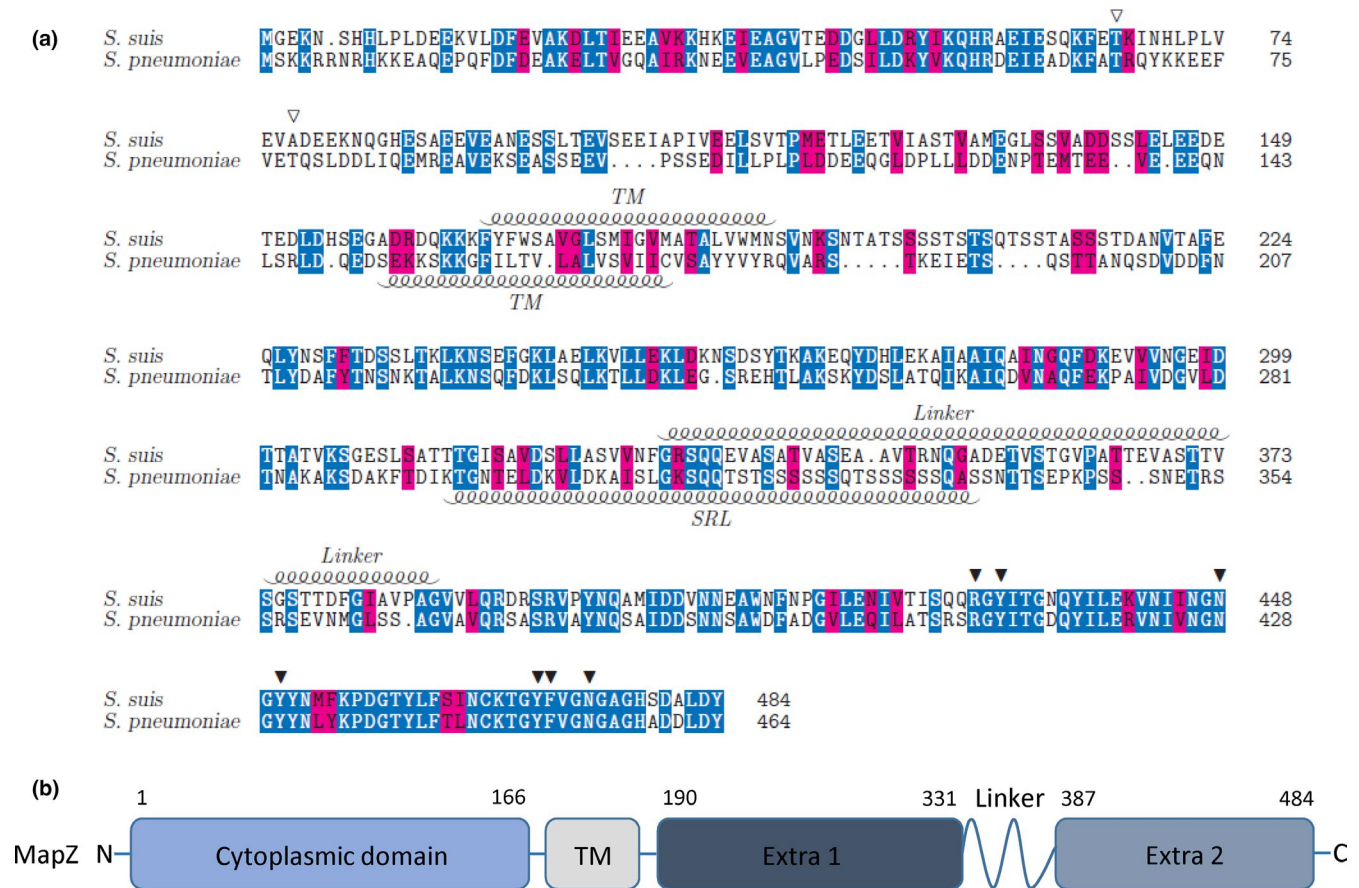 (a)
S. suis MGEKN.SHHLPLDEEKVLDFEVAKDLTIEEAVKKHKEIEAGVTEDDGLLDRYIKQHRAEIESQKFETKINHLPLV 74
S. pneumoniae MSKKRRNRHKKEAQEPQFDFDEAKELTVGQAIRKNEEVEAGVLPEDSILDKYVKQHRDEIEADKFATRQYKKEEF 75
S. suis EVADEEKNQGHESAEEVEANESSLTEVSEEIAPIVEELSVTPMETLEETVIASTVAMEGLSSVADDSSLELEEDE 149
S. pneumoniae VETQSLDDLIQEMREAVEKSEASSEEV....PSSEDILLPLPLDDEEQGLDPLLLDDENPTEMTEE..VE.EEQN 143
TM
S. suis TEDLDHSEGADRDQKKKFYFWSAVGLSMIGVMATALVWMNSVNKSNTATSSSSTSTSQTSSTASSSTDANVTAFE 224
S. pneumoniae LSRLD.QEDSEKKSKKGFILTV.LALVSVIICVSAYYVYRQVARS.....TKEIETS....QSTTANQSDVDDFN 207
TM
S. suis QLYNSFFTDSSLTKLKNSEFGKLAELKVLLEKLDKNSDSYTKAKEQYDHLEKAIAAIQAINGQFDKEVVVNGEID 299
S. pneumoniae TLYDAFYTNSNKTALKNSQFDKLSQLKTLLDKLEG.SREHTLAKSKYDSLATQIKAIQDVNAQFEKPAIVDGVLD 281
Linker
S. suis TTATVKSGESLSATTTGISAVDSLLASVVNFGRSQQEVASATVASEA.AVTRNQGADETVSTGVPATTEVASTTV 373
S. pneumoniae TNAKAKSDAKFTDIKTGNTELDKVLDKAISLGKSQQTSTSSSSSSQTSSSSSSQASSNTTSEPKPSS..SNETRS 354
SRL
Linker
S. suis SGSTTDFGIAVPAGVVLQRDRSRVPYNQAMIDDVNNEAWNFNPGILENIVTISQQRGYITGNQYILEKVNIINGN 448
S. pneumoniae SRSEVNMGLSS.AGVAVQRSASRVAYNQSAIDDSNNSAWDFADGVLEQILATSRSRGYITGDQYILERVNIVNGN 428
S. suis GYYNMFKPDGTYLFSINCKTGYFVGNGAGHSDALDY 484
S. pneumoniae GYYNLYKPDGTYLFTLNCKTGYFVGNGAGHADDLDY 464
(b)
1 166 190 331 Linker 387 484
MapZ N Cytoplasmic domain TM Extra 1 Extra 2 C